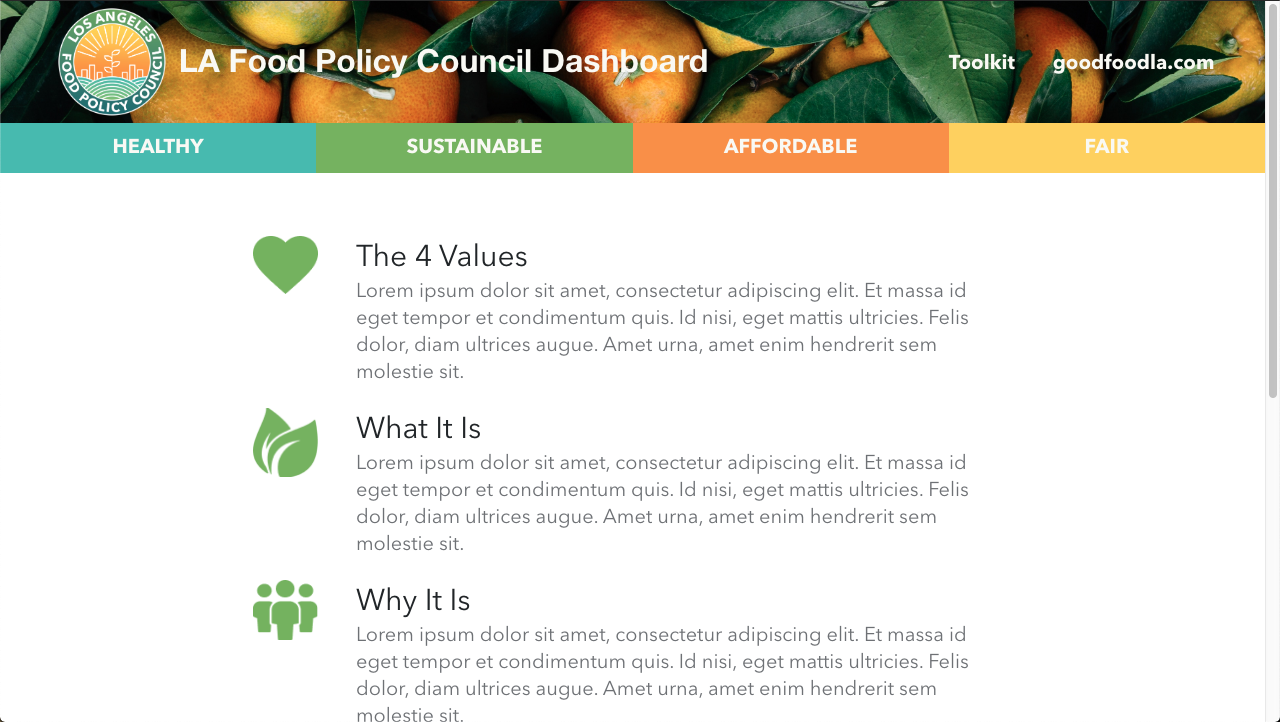 LOS ANGELES
FOOD POLICY COUNCIL
LA Food Policy Council Dashboard
Toolkit
goodfoodla.com
HEALTHY
SUSTAINABLE
AFFORDABLE
FAIR
The 4 Values
Lorem ipsum dolor sit amet, consectetur adipiscing elit. Et massa id
eget tempor et condimentum quis. Id nisi, eget mattis ultricies. Felis
dolor, diam ultrices augue. Amet urna, amet enim hendrerit sem
molestie sit.
What It Is
Lorem ipsum dolor sit amet, consectetur adipiscing elit. Et massa id
eget tempor et condimentum quis. Id nisi, eget mattis ultricies. Felis
dolor, diam ultrices augue. Amet urna, amet enim hendrerit sem
molestie sit.
Why It Is
Lorem ipsum dolor sit amet, consectetur adipiscing elit. Et massa id
eget tempor et condimentum quis. Id nisi, eget mattis ultricies. Felis
dolor, diam ultrices augue. Amet urna, amet enim hendrerit sem
molestie sit.